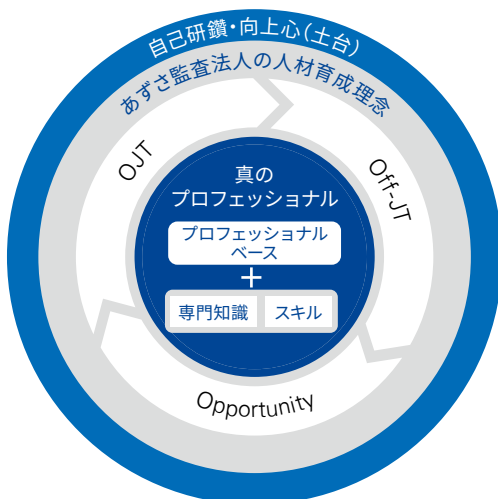 自己研鑽・向上心(土台)
あずさ監査法人の人材育成理念
OJT
Off-JT
真の
プロフェッショナル
プロフェッショナル
ベース
+
専門知識
スキル
Opportunity